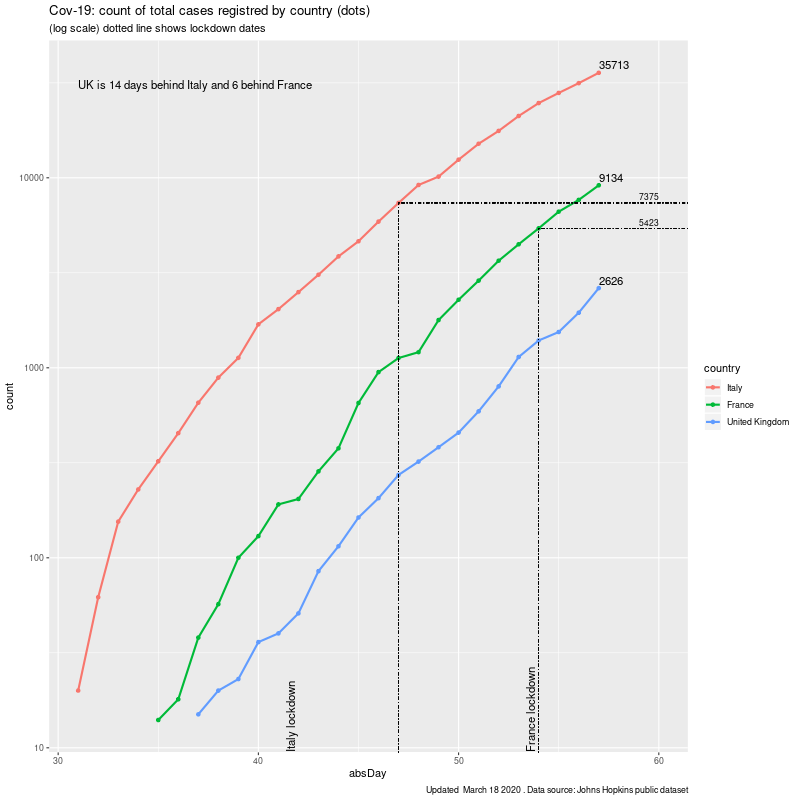 Cov-19: count of total cases registred by country (dots)
(log scale) dotted line shows lockdown dates
UK is 14 days behind Italy and 6 behind France
35713
9134
7375
5423
2626
10000
1000
100
10
count
Italy lockdown
France lockdown
30
40
50
60
absDay
country
Italy
France
United Kingdom
Updated March 18 2020 . Data source: Johns Hopkins public dataset